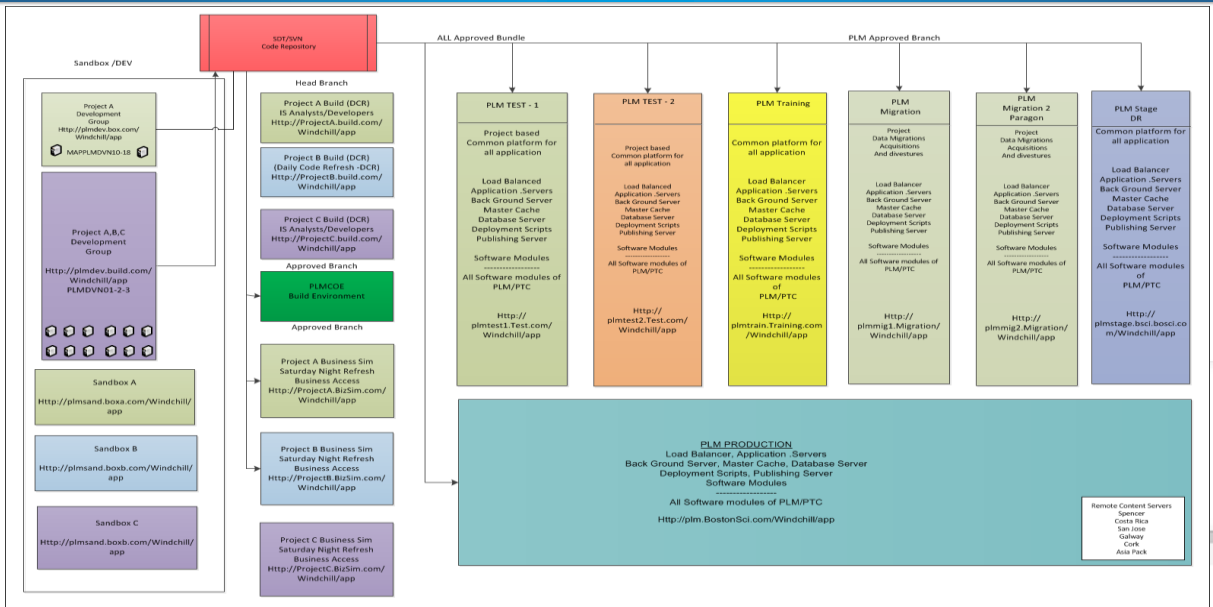 SOT/SVN
Code Repository
ALL Approved Bundle
PLM Approved Branch
Sandbox /DEV
Project A
Development
Group
Http://plmdev.box.com/
Windchill/app
MAPPLMDVN10-18
Project A,B,C
Development
Group
Http://plmdev.build.com/
Windchill/app
PLMDVN01-2-3
Sandbox A
Http://plmsand.boxa.com/Windchill/
app
Sandbox B
Http://plmsand.boxb.com/Windchill/
app
Sandbox C
Http://plmsand.boxb.com/Windchill/
app
Head Branch
Project A Build (DCR)
IS Analysts/Developers
Http://ProjectA.build.com/
Windchill/app
Project B Build (DCR)
(Daily Code Refresh -DCR)
Http://ProjectB.build.com/
Windchill/app
Project C Build (DCR)
IS Analysts/Developers
Http://ProjectC.build.com/
Windchill/app
Approved Branch
PLMCOE
Build Environment
Approved Branch
Project A Business Sim
Saturday Night Refresh
Business Access
Http://ProjectA.BizSim.com/
Windchill/app
Project B Business Sim
Saturday Night Refresh
Business Access
Http://ProjectB.BizSim.com/
Windchill/app
Project C Business Sim
Saturday Night Refresh
Business Access
Http://ProjectC.BizSim.com/
Windchill/app
PLM TEST - 1
Project based
Common platform for
all application
Load Balanced
Application .Servers
Back Ground Server
Master Cache
Database Server
Deployment Scripts
Publishing Server
Software Modules
------------------
All Software modules of
PLM/PTC
Http://
plmtest1.Test.com/
Windchill/app
PLM TEST - 2
Project based
Common platform for
all application
Load Balanced
Application .Servers
Back Ground Server
Master Cache
Database Server
Deployment Scripts
Publishing Server
Software Modules
------------------
All Software modules of
PLM/PTC
Http://
plmtest2.Test.com/
Windchill/app
PLM Training
Common platform for
all application
Load Balancer
Application .Servers
Back Ground Server
Master Cache
Database Server
Deployment Scripts
Publishing Server
Software Modules
------------------
All Software modules
of
PLM/PTC
Http://
plmtrain.Training.com
/Windchill/app
PLM
Migration
Project
Data Migrations
Acquisitions
And divestures
Load Balancer
Application .Servers
Back Ground Server
Master Cache
Database Server
Deployment Scripts
Publishing Server
Software Modules
------------------
All Software modules of
PLM/PTC
Http://
plmmig1.Migration/
Windchill/app
PLM
Migration 2
Paragon
Project
Data Migrations
Acquisitions
And divestures
Load Balancer
Application .Servers
Back Ground Server
Master Cache
Database Server
Deployment Scripts
Publishing Server
Software Modules
------------------
All Software modules of
PLM/PTC
Http://
plmmig2.Migration/
Windchill/app
PLM Stage
DR
Common platform for
all application
Load Balancer
Application .Servers
Back Ground Server
Master Cache
Database Server
Deployment Scripts
Publishing Server
Software Modules
------------------
All Software modules
of
PLM/PTC
Http://
plmstage.bsci.bosci.co
m/Windchill/app
PLM PRODUCTION
Load Balancer, Application .Servers
Back Ground Server, Master Cache, Database Server
Deployment Scripts, Publishing Server
Software Modules
------------------
All Software modules of PLM/PTC
Http://plm.BostonSci.com/Windchill/app
Remote Content Servers
Spencer
Costa Rica
San Jose
Galway
Cork
Asia Pack